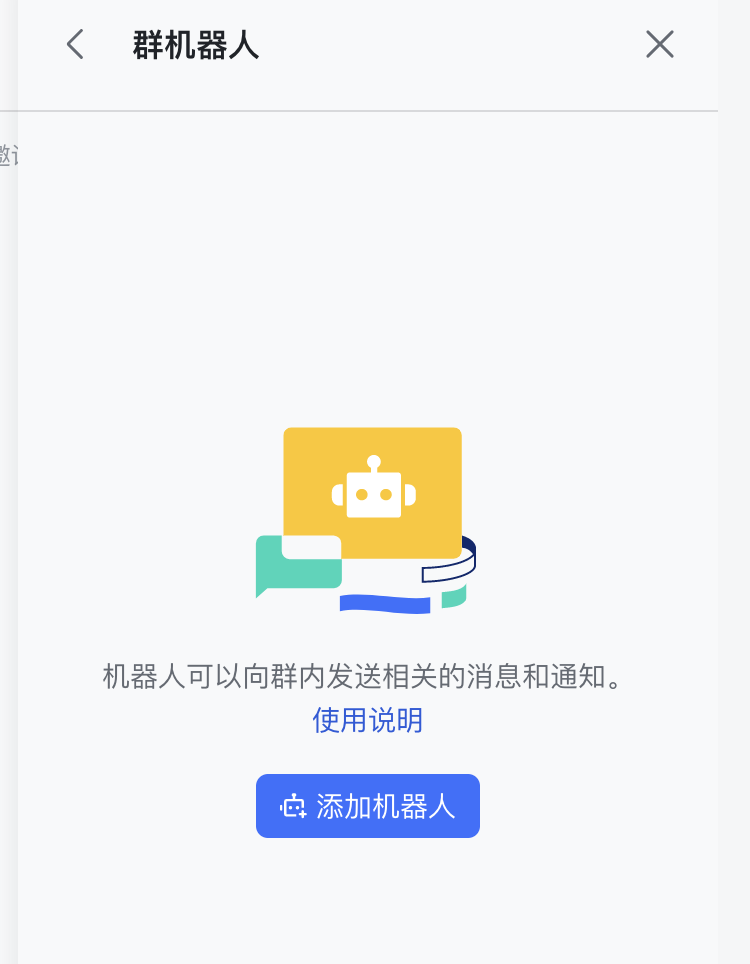 群机器人
机器人可以向群内发送相关的消息和通知。
使用说明
添加机器人